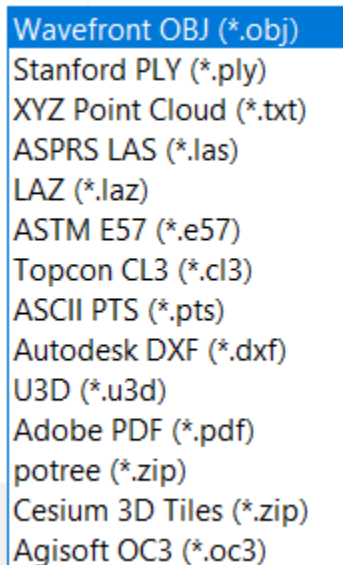 Wavefront OBJ (*.obj)
Stanford PLY (*.ply)
XYZ Point Cloud (*.txt)
ASPRS LAS (*.las)
LAZ (*.laz)
ASTM E57 (*.e57)
Topcon CL3 (*.cl3)
ASCII PTS (*.pts)
Autodesk DXF (*.dxf)
U3D (*.u3d)
Adobe PDF (*.pdf)
potree (*.zip)
Cesium 3D Tiles (*.zip)
Agisoft OC3 (*.oc3)